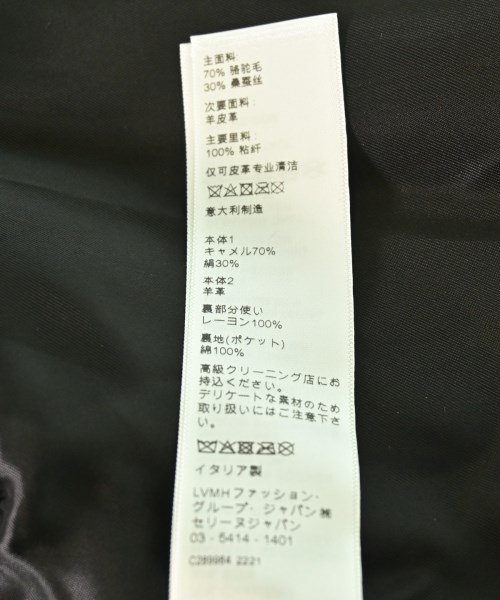 主面料:
70% 骆驼毛
30% 桑蚕丝
次要面料:
羊皮革
主要里料:
100% 粘纤
仅可皮革专业清洁
意大利制造
本体1
キャメル70%
絹30%
本体2
羊革
裏部分使い
レーヨン100%
裏地(ポケット)
綿100%
高級クリーニング店にお
持込ください。
デリケートな素材のため
取り扱いにはご注意下さ
い。
イタリア製
LVMHファッション・
グループ・ジャパン㈱
セリーヌジャパン
03-5414-1401
C289984 2221